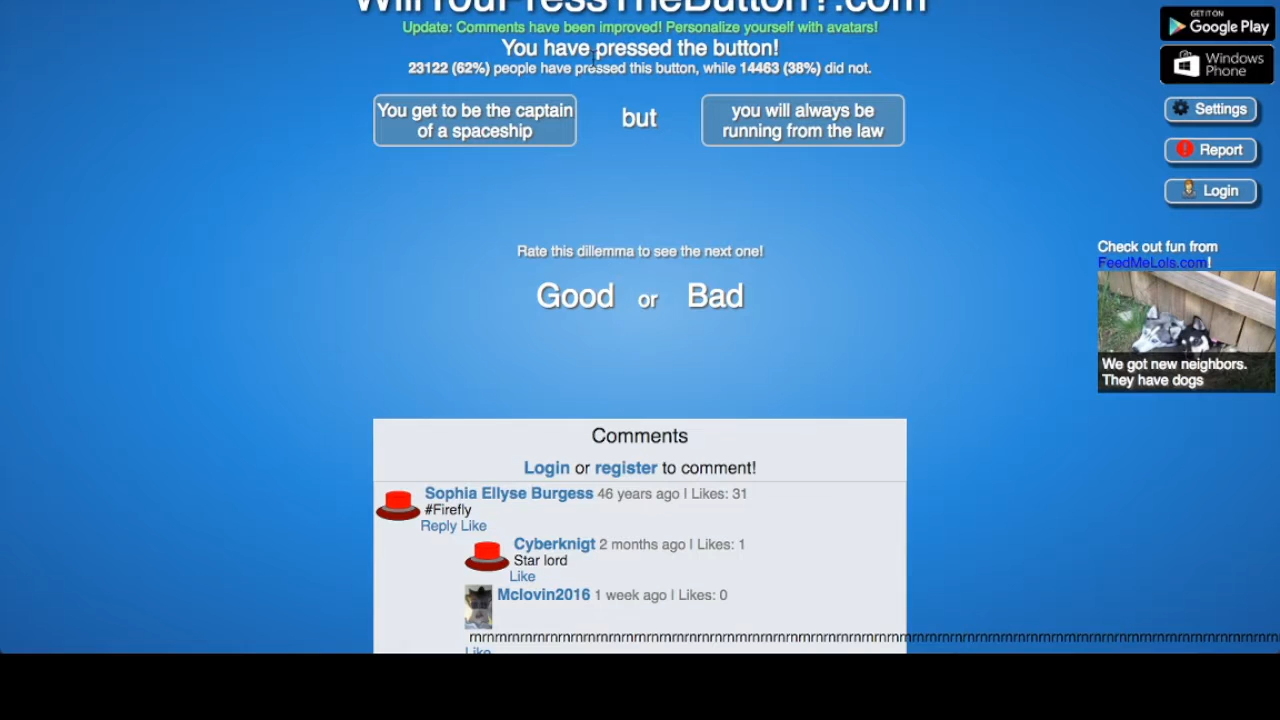 WillYouPressTheButton?.com
Update: Comments have been improved! Personalize yourself with avatars!
You have pressed the button!
23122 (62%) people have pressed this button, while 14463 (38%) did not.
You get to be the captain
of a spaceship
but
you will always be
running from the law
Rate this dillemma to see the next one!
Good or Bad
GET IT ON
Google Play
Windows
Phone
Settings
Report
Login
Check out fun from
FeedMeLols.com!
We got new neighbors.
They have dogs
Comments
Login or register to comment!
Sophia Ellyse Burgess 46 years ago | Likes: 31
#Firefly
Reply Like
Cyberknigt 2 months ago | Likes: 1
Star lord
Like
Mclovin2016 1 week ago | Likes: 0
Like